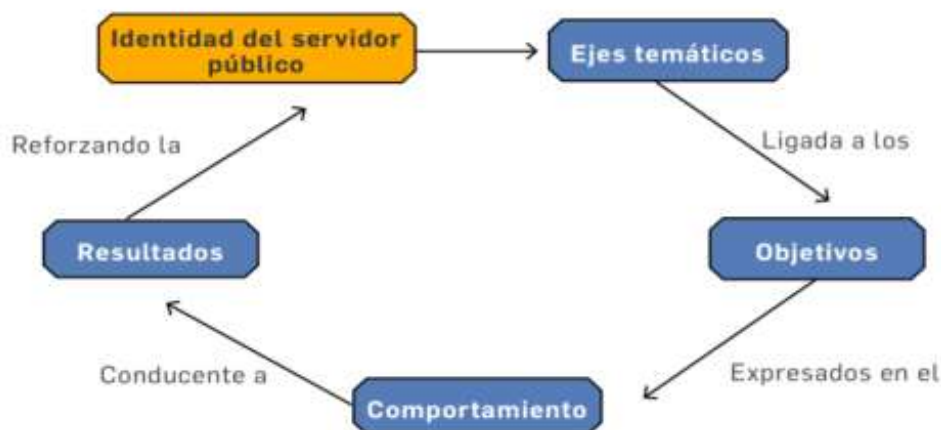 Identidad del servidor
público
Ejes temáticos
Ligada a los
Objetivos
Expresados en el
Comportamiento
Conducente a
Resultados
Reforzando la